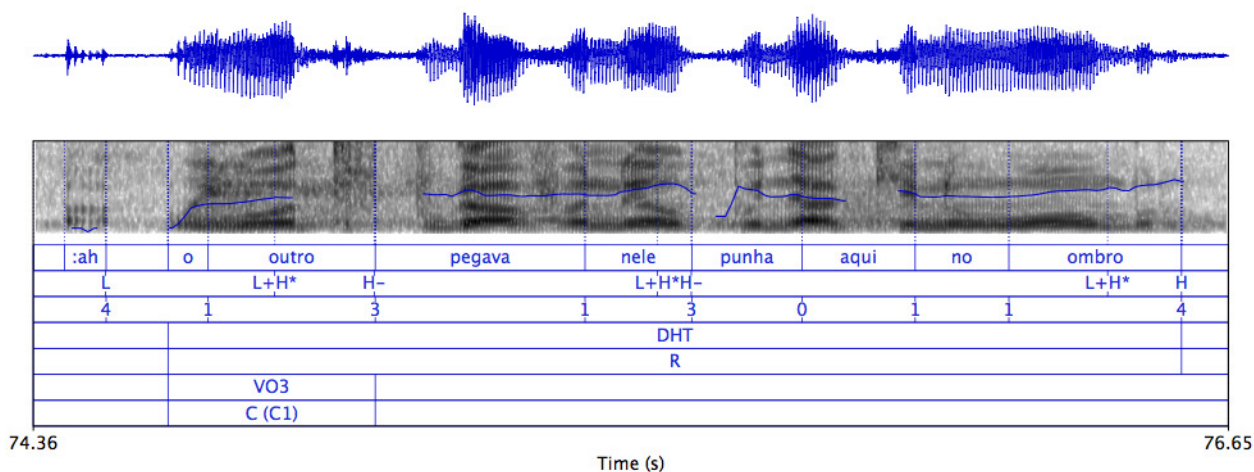 :ah o outro pegava nele punha aqui no ombro
L L+H* H– L+H*H– L+H* H
4 1 3 1 3 0 1 1 4
DHT
R
VO3
C (C1)
74.36 76.65
Time (s)